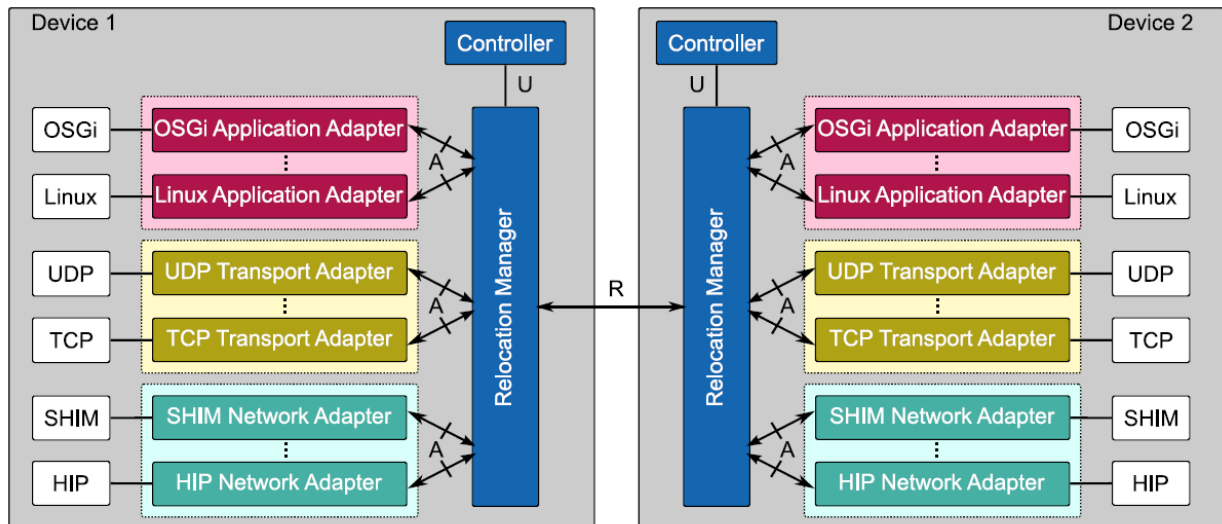 Device 1
Controller
U
OSGi
OSGi Application Adapter
A
Linux
Linux Application Adapter
UDP
UDP Transport Adapter
A
TCP
TCP Transport Adapter
SHIM
SHIM Network Adapter
A
HIP
HIP Network Adapter
Relocation Manager
R
Device 2
Controller
U
Relocation Manager
OSGi Application Adapter
OSGi
A
Linux Application Adapter
Linux
UDP Transport Adapter
UDP
A
TCP Transport Adapter
TCP
SHIM Network Adapter
SHIM
A
HIP Network Adapter
HIP